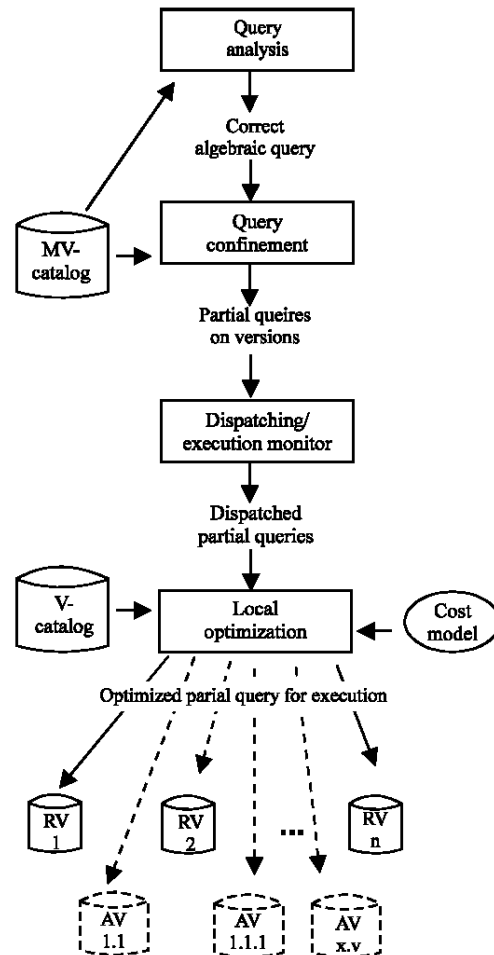 Query
analysis
Correct
algebraic query
MV-
catalog
Query
confinement
Partial queires
on versions
Dispatching/
execution monitor
Dispatched
partial queries
V-
catalog
Local
optimization
Cost
model
Optimized parial query for execution
RV
1
RV
2
...
RV
n
AV
1.1
AV
1.1.1
AV
x.v